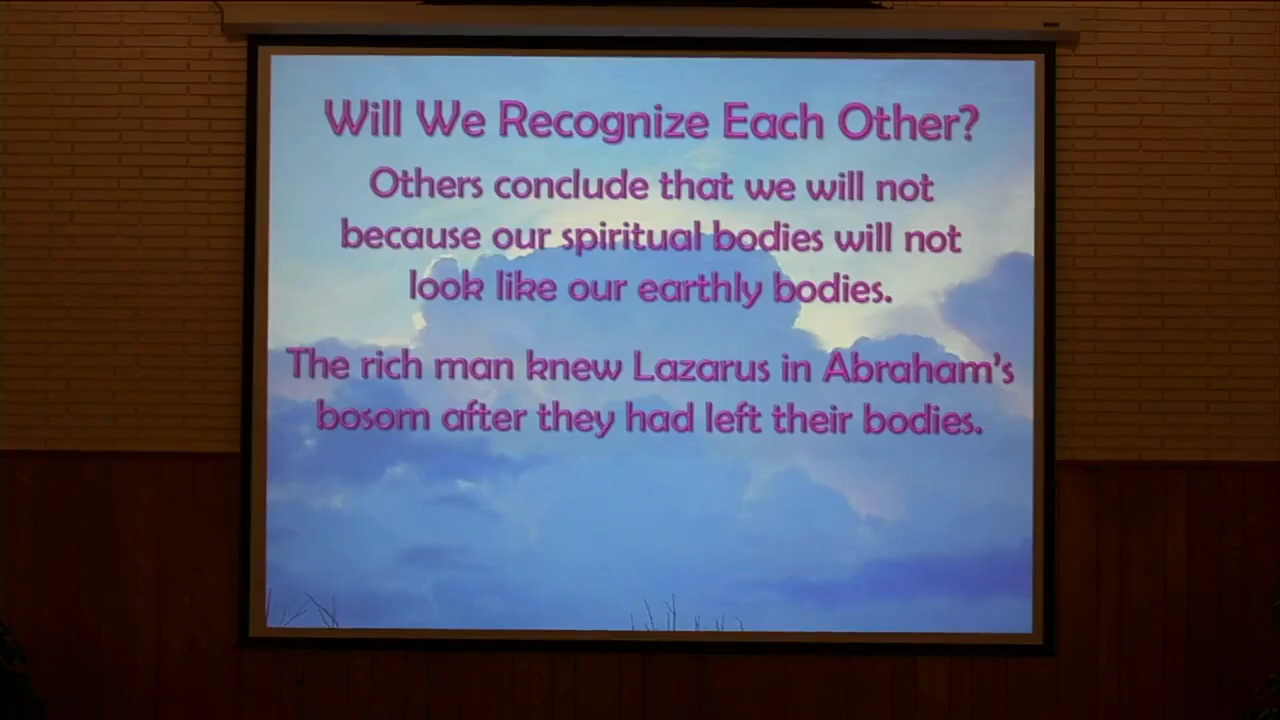 Will We Recognize Each Other?
Others conclude that we will not
because our spiritual bodies will not
look like our earthly bodies.
The rich man knew Lazarus in Abraham's
bosom after they had left their bodies.